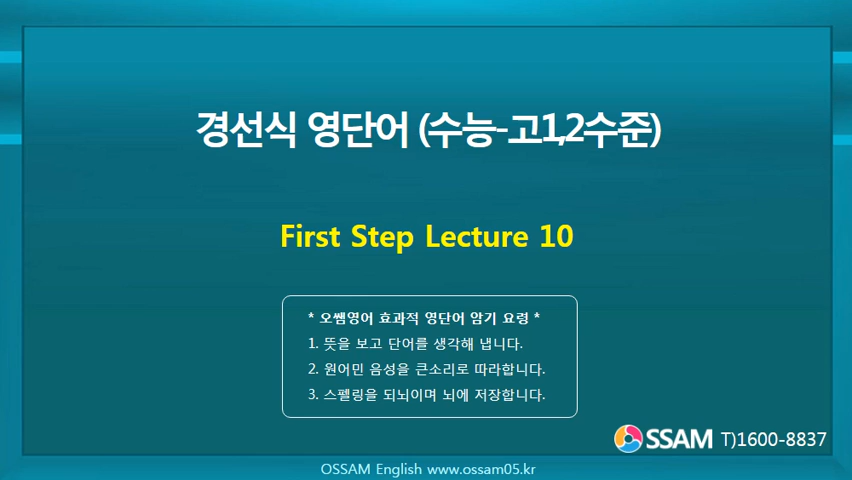 경선식 영단어 (수능-고1,2수준)
First Step Lecture 10
* 오쌤영어 효과적 영단어 암기 요령 *
1. 뜻을 보고 단어를 생각해 냅니다.
2. 원어민 음성을 큰소리로 따라합니다.
3. 스펠링을 되뇌이며 뇌에 저장합니다.
OSSAM T)1600-8837
OSSAM English www.ossam05.kr